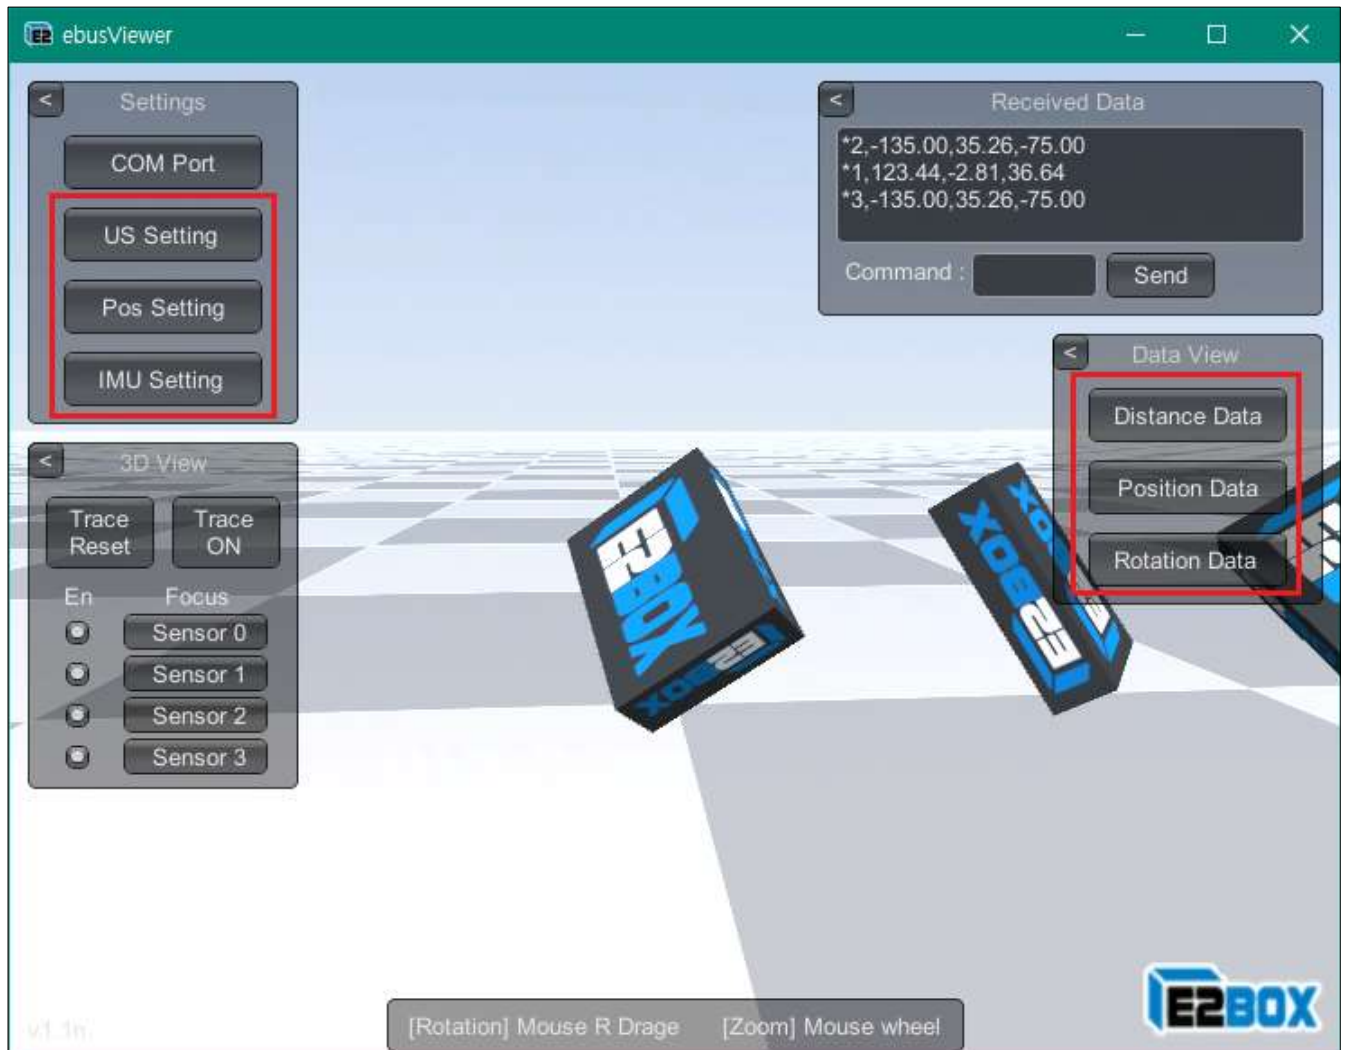 ebusViewer
< Settings
COM Port
US Setting
Pos Setting
IMU Setting
< 3D View
Trace Reset
Trace ON
En Focus
Sensor 0
Sensor 1
Sensor 2
Sensor 3
< Received Data
*2,-135.00,35.26,-75.00
*1,123.44,-2.81,36.64
*3,-135.00,35.26,-75.00
Command : Send
< Data View
Distance Data
Position Data
Rotation Data
E2BOX
E2BOX
E2BOX
[Rotation] Mouse R Drage [Zoom] Mouse wheel
E2BOX